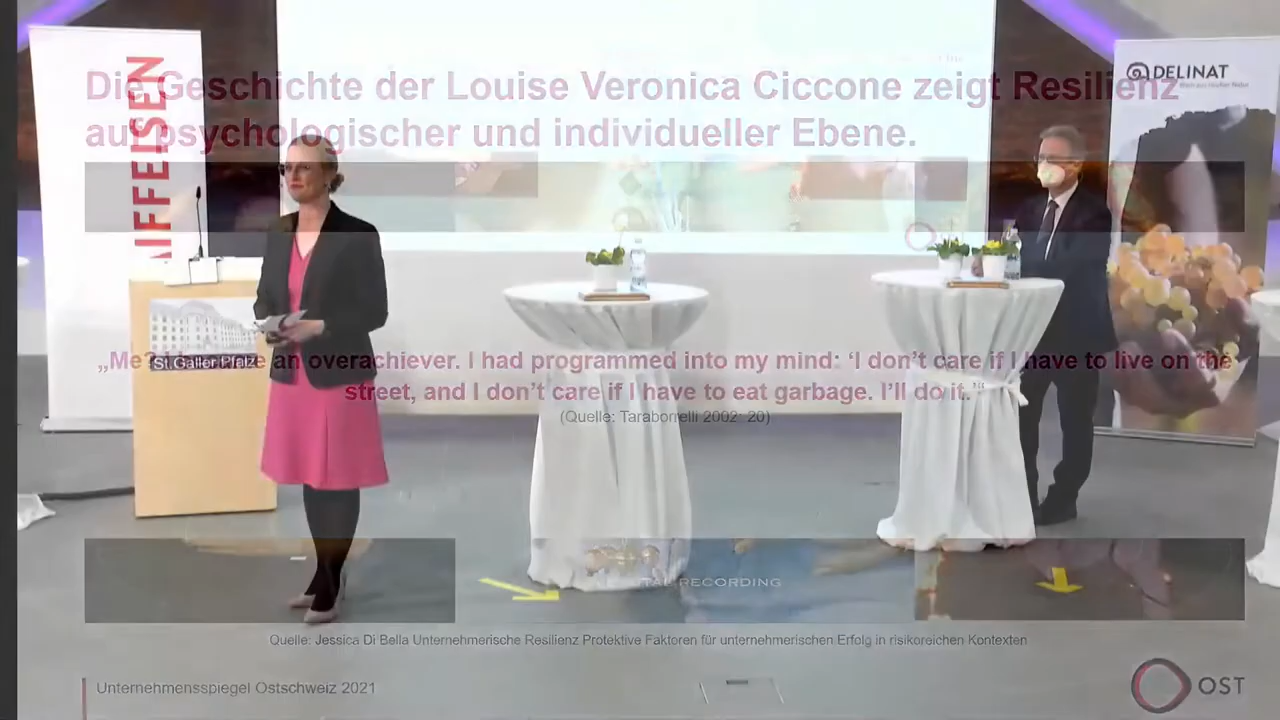 Die Geschichte der Louise Veronica Ciccone zeigt Resilienz
auf psychologischer und individueller Ebene.
RAIFFEISEN
DELINAT
St.Galler Pfalz
„Me? I an overachiever. I had programmed into my mind: ‘I don’t care if I have to live on the
street, and I don’t care if I have to eat garbage. I’ll do it.’“
(Quelle: Taraborrelli 2002: 20)
RECORDING
Quelle: Jessica Di Bella Unternehmerische Resilienz Protektive Faktoren für unternehmerischen Erfolg in risikoreichen Kontexten
Unternehmensspiegel Ostschweiz 2021
OST
OST